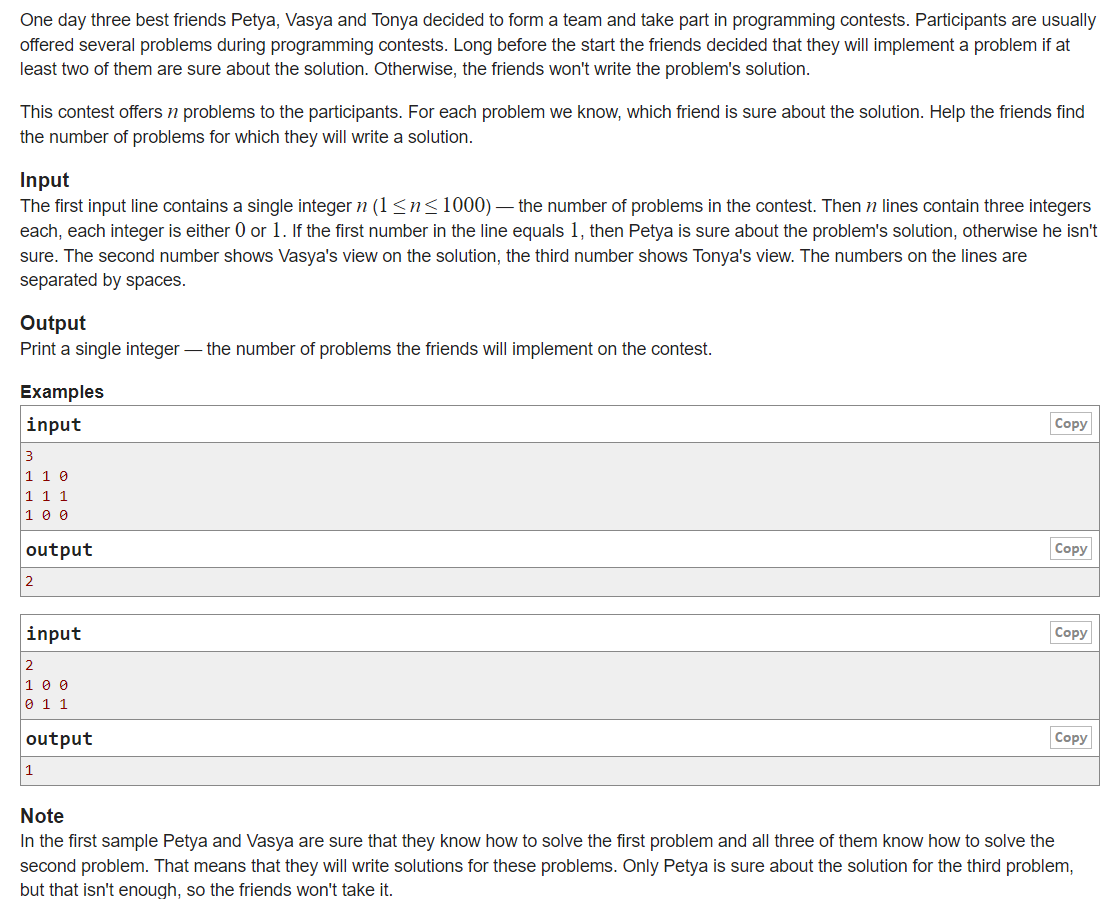 One day three best friends Petya, Vasya and Tonya decided to form a team and take part in programming contests. Participants are usually
offered several problems during programming contests. Long before the start the friends decided that they will implement a problem if at
least two of them are sure about the solution. Otherwise, the friends won't write the problem's solution.
This contest offers n problems to the participants. For each problem we know, which friend is sure about the solution. Help the friends find
the number of problems for which they will write a solution.
Input
The first input line contains a single integer n (1 ≤ n ≤ 1000) — the number of problems in the contest. Then n lines contain three integers
each, each integer is either 0 or 1. If the first number in the line equals 1, then Petya is sure about the problem's solution, otherwise he isn't
sure. The second number shows Vasya's view on the solution, the third number shows Tonya's view. The numbers on the lines are
separated by spaces.
Output
Print a single integer — the number of problems the friends will implement on the contest.
Examples
input Copy
3
1 1 0
1 1 1
1 0 0
output Copy
2
input Copy
2
1 0 0
0 1 1
output Copy
1
Note
In the first sample Petya and Vasya are sure that they know how to solve the first problem and all three of them know how to solve the
second problem. That means that they will write solutions for these problems. Only Petya is sure about the solution for the third problem,
but that isn't enough, so the friends won't take it.